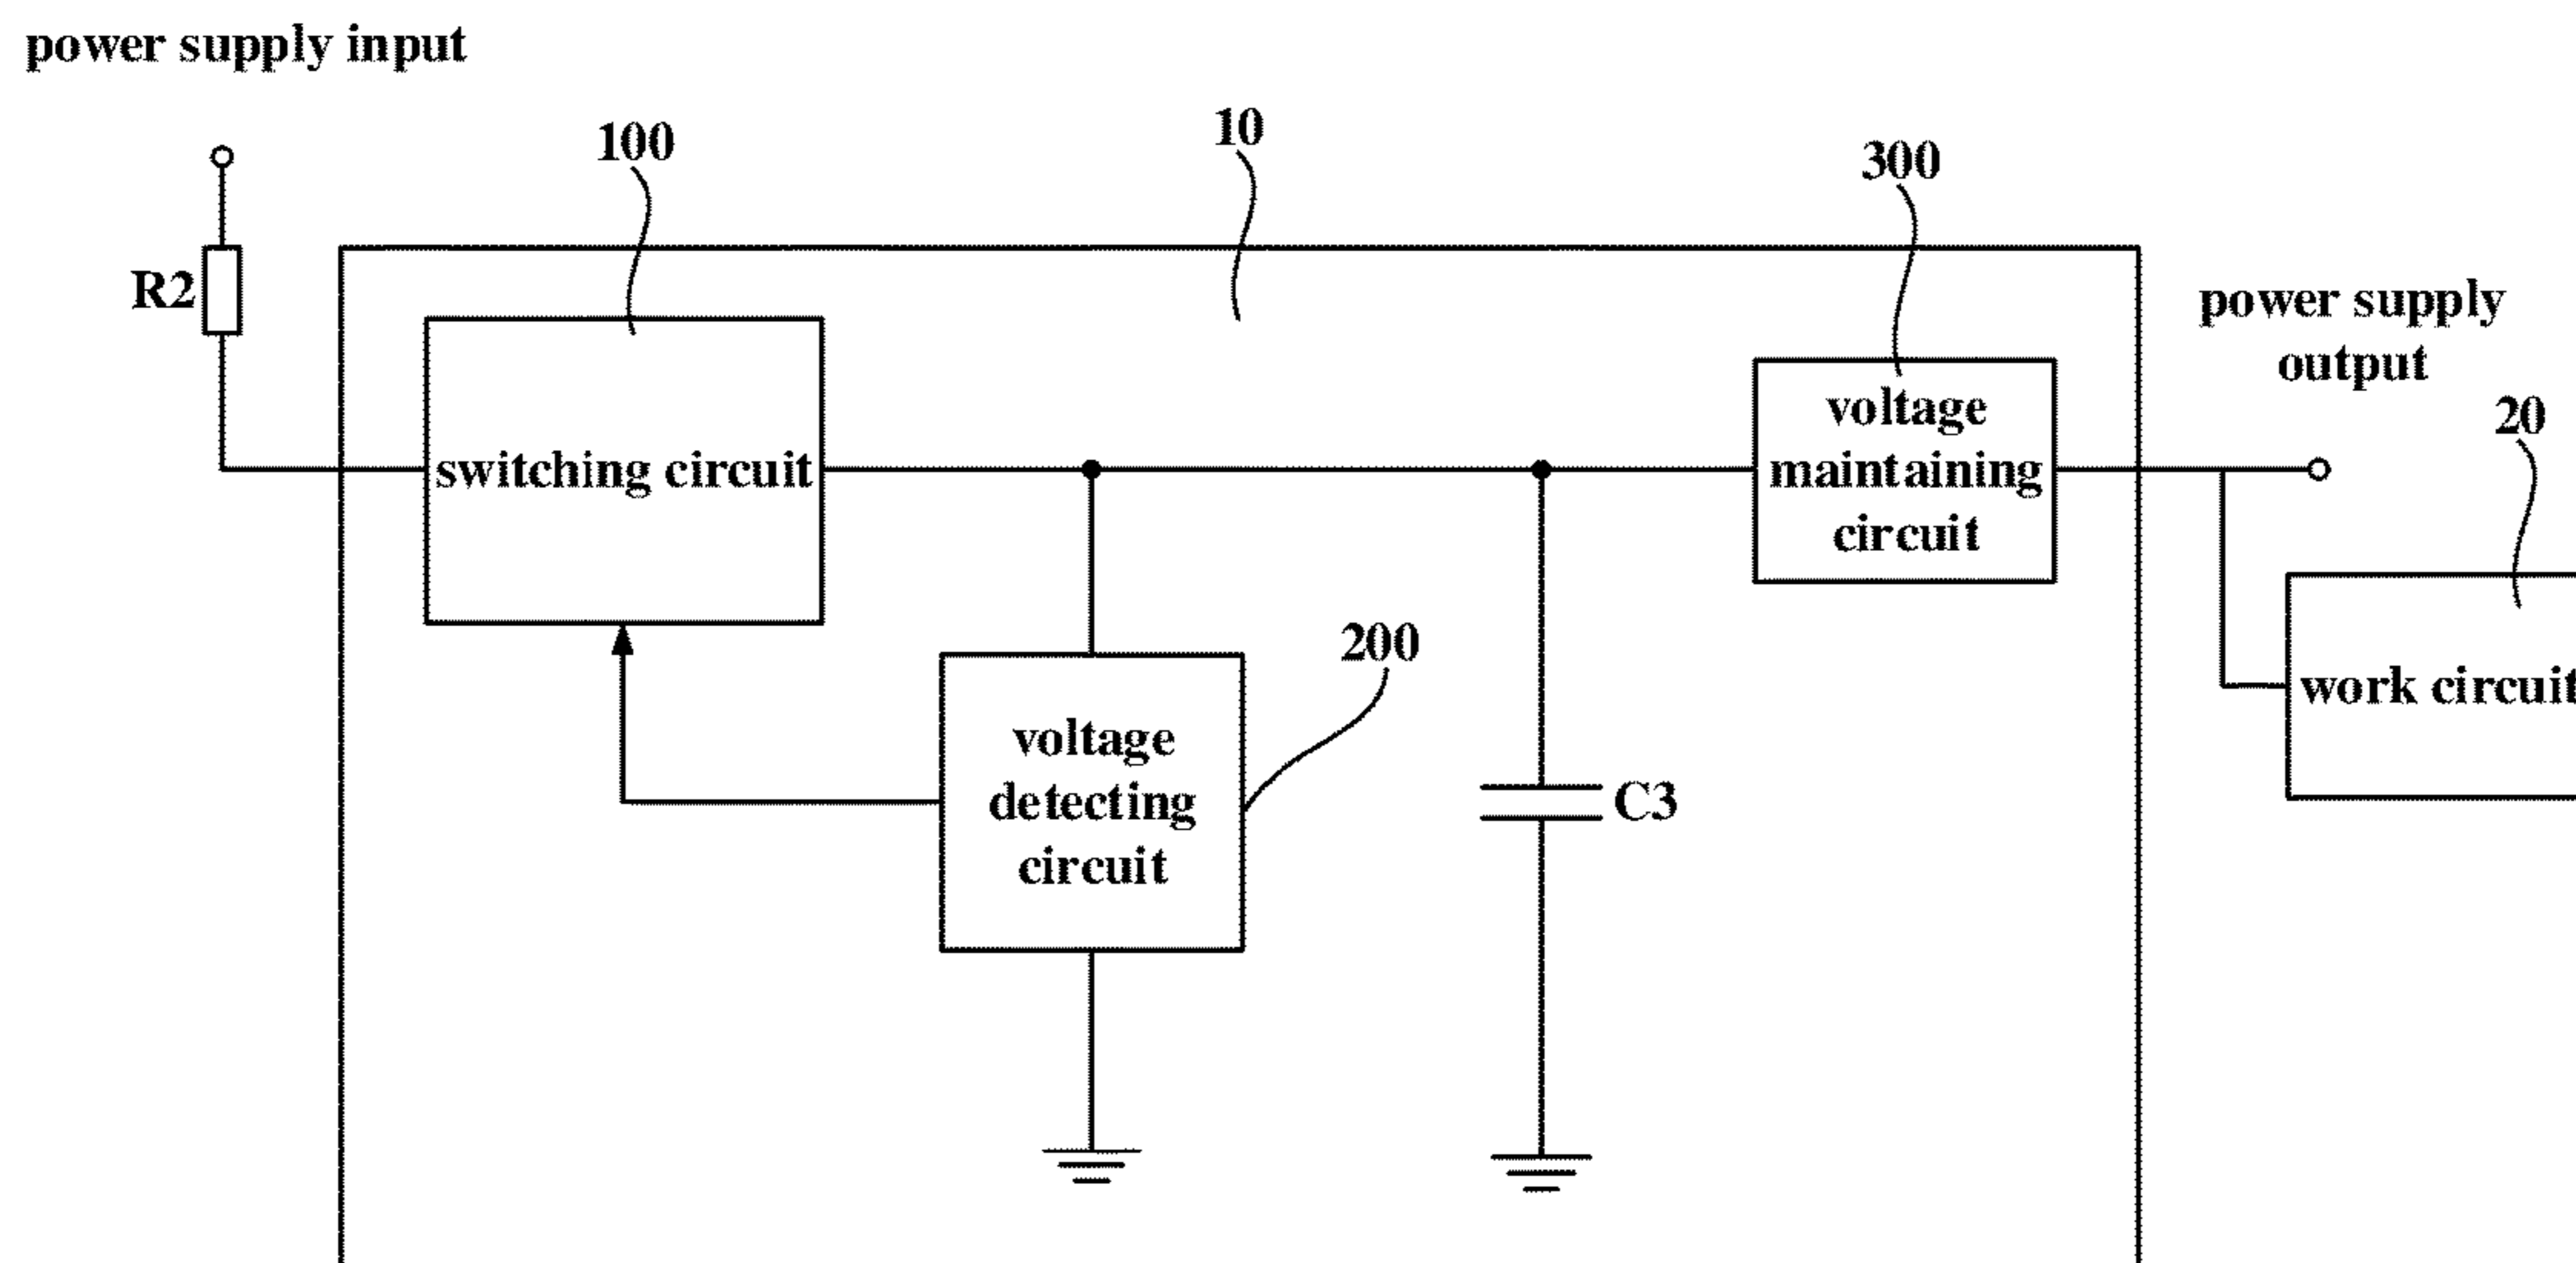 power supply input
100
10
300
R2
power supply
output
20
switching circuit
voltage
maintaining
circuit
200
work circuit
voltage
detecting
circuit
C3